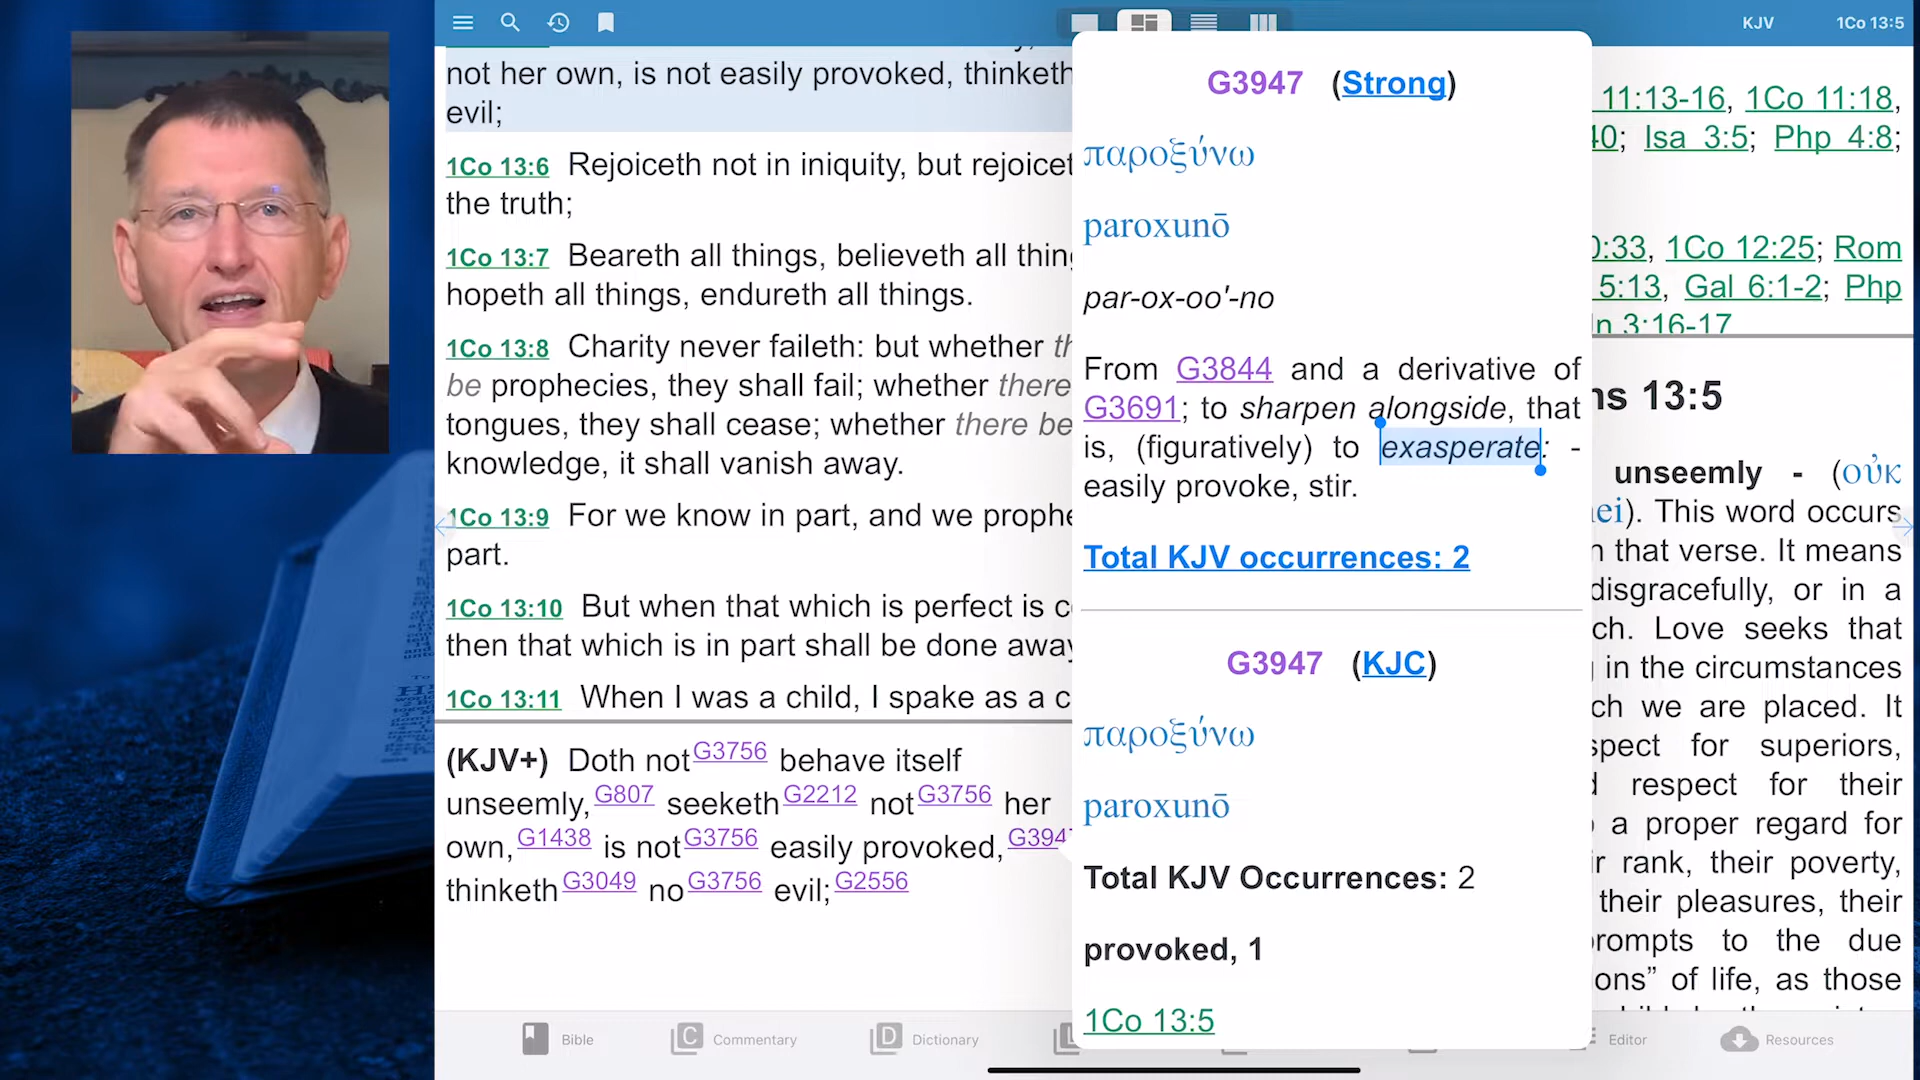 KJV
1Co 13:5
not her own, is not easily provoked, thinketh
evil;
1Co 13:6 Rejoiceth not in iniquity, but rejoicet
the truth;
1Co 13:7 Beareth all things, believeth all thin
hopeth all things, endureth all things.
1Co 13:8 Charity never faileth: but whether th
be prophecies, they shall fail; whether there
tongues, they shall cease; whether there be
knowledge, it shall vanish away.
1Co 13:9 For we know in part, and we prophe
part.
1Co 13:10 But when that which is perfect is c
then that which is in part shall be done away
1Co 13:11 When I was a child, I spake as a c
(KJV+) Doth not G3756 behave itself
unseemly, G807 seeketh G2212 not G3756 her
own, G1438 is not G3756 easily provoked, G394
thinketh G3049 no G3756 evil; G2556
G3947 (Strong)
παροξύνω
paroxunō
par-ox-oo'-no
From G3844 and a derivative of
G3691; to sharpen alongside, that
is, (figuratively) to exasperate: -
easily provoke, stir.
Total KJV occurrences: 2
G3947 (KJC)
παροξύνω
paroxunō
Total KJV Occurrences: 2
provoked, 1
1Co 13:5
11:13-16, 1Co 11:18,
40; Isa 3:5; Php 4:8;
0:33, 1Co 12:25; Rom
5:13, Gal 6:1-2; Php
n 3:16-17
ns 13:5
unseemly - (οὐκ
ei). This word occurs
n that verse. It means
disgracefully, or in a
ch. Love seeks that
in the circumstances
ch we are placed. It
spect for superiors,
d respect for their
a proper regard for
ir rank, their poverty,
their pleasures, their
prompts to the due
ons” of life, as those
Bible
C Commentary
D Dictionary
Editor
Resources